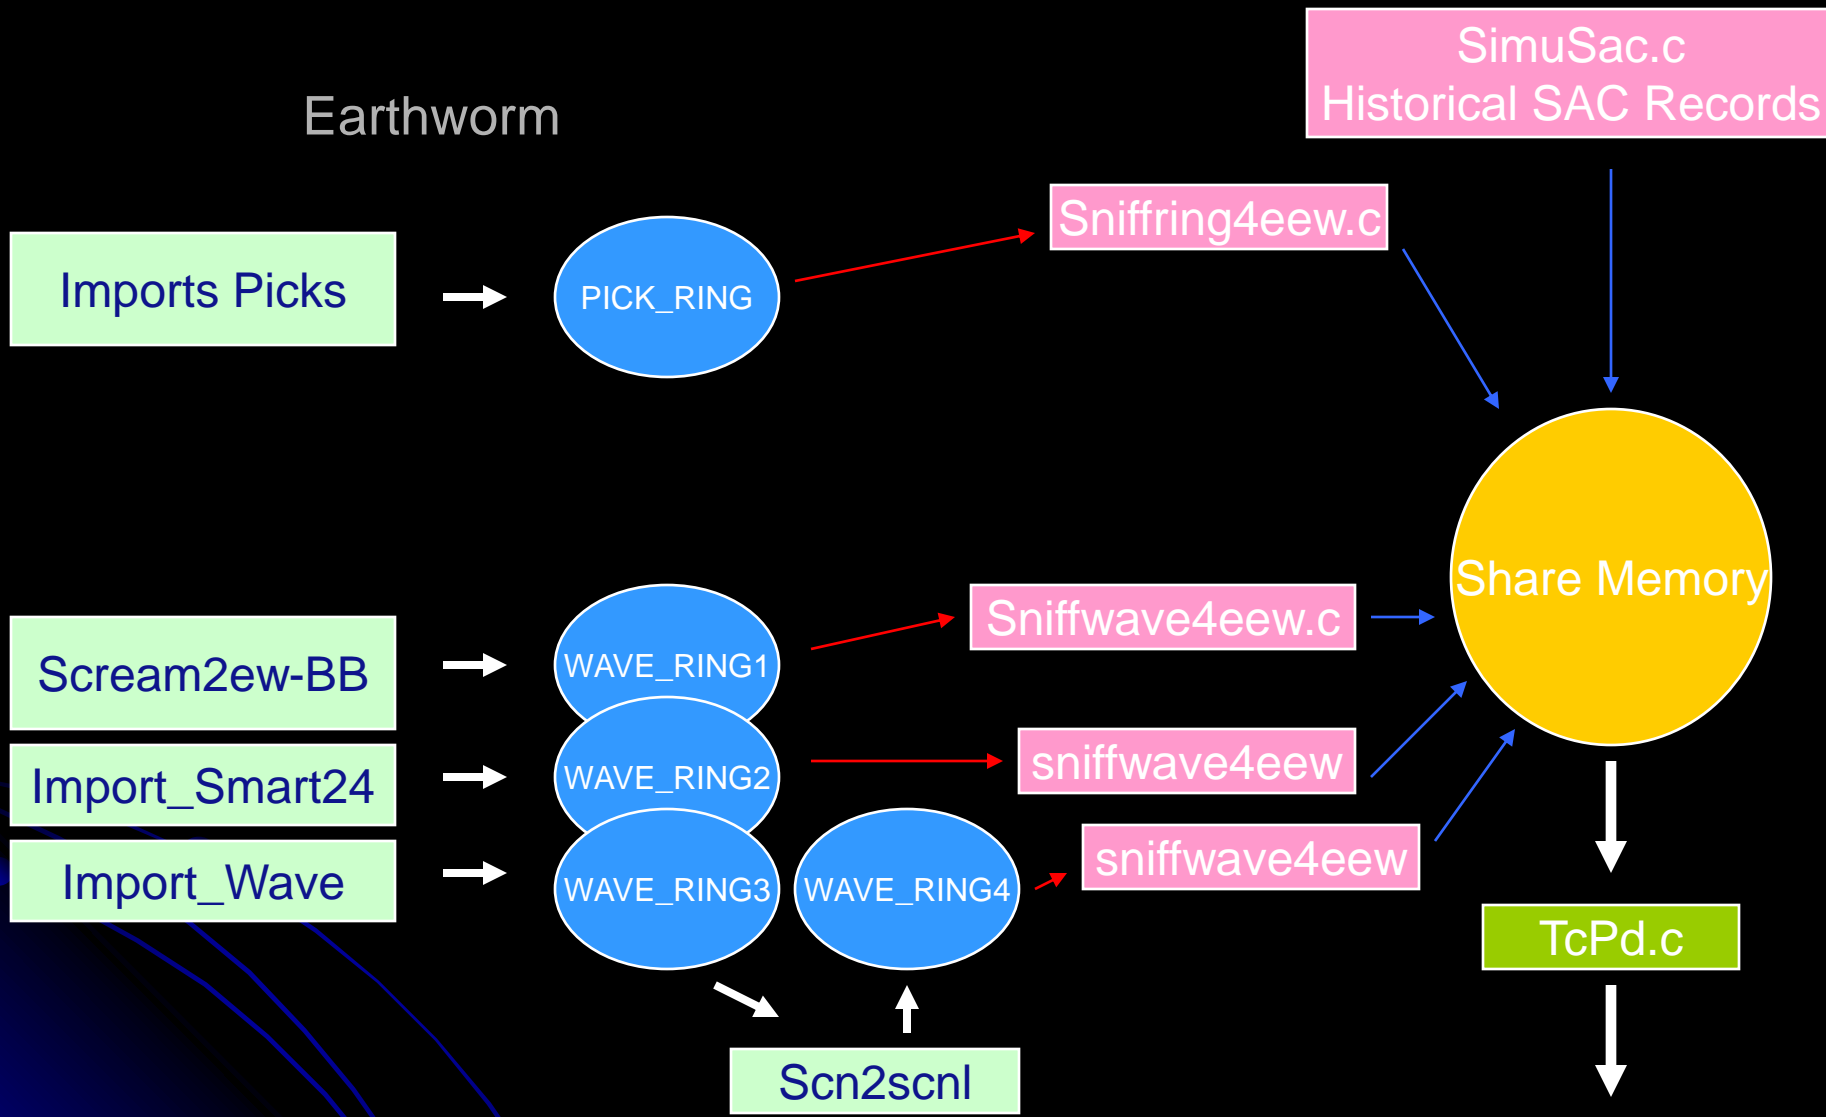 SimuSac.c
Historical SAC Records
Earthworm
Sniffring4eew.c
Imports Picks
PICK_RING
Share Memory
Sniffwave4eew.c
Scream2ew-BB
WAVE_RING1
sniffwave4eew
Import_Smart24
WAVE_RING2
sniffwave4eew
Import_Wave
WAVE_RING3
WAVE_RING4
TcPd.c
Scn2scnl